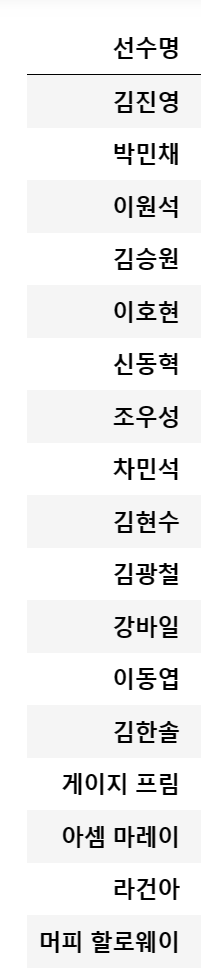 선수명
김진영
박민채
이원석
김승원
이호현
신동혁
조우성
차민석
김현수
김광철
강바일
이동엽
김한솔
게이지 프림
아셈 마레이
라건아
머피 할로웨이